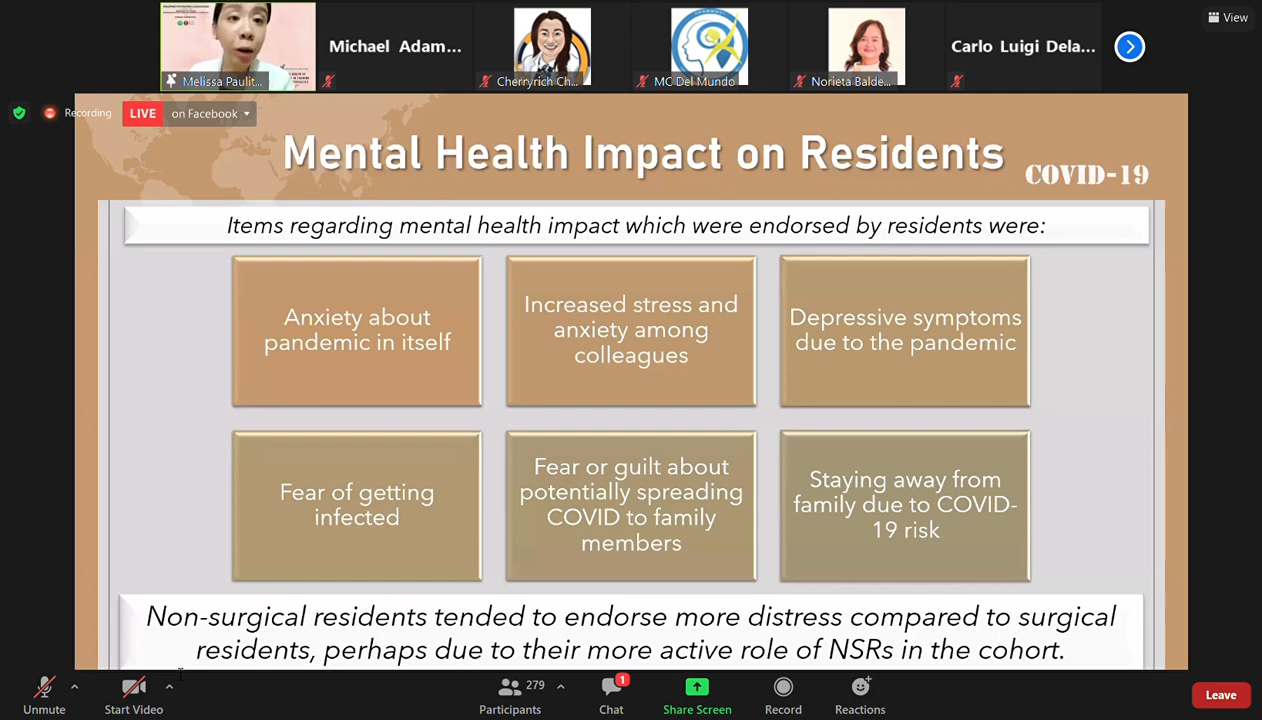 View
Michael Adam...
Carlo Luigi Dela...
Melissa Paulit...
Cherryrich Ch...
MC Del Mundo
Norieta Balde...
Recording
LIVE
on Facebook
Mental Health Impact on Residents
COVID-19
Items regarding mental health impact which were endorsed by residents were:
Anxiety about
pandemic in itself
Increased stress and
anxiety among
colleagues
Depressive symptoms
due to the pandemic
Fear of getting
infected
Fear or guilt about
potentially spreading
COVID to family
members
Staying away from
family due to COVID-
19 risk
Non-surgical residents tended to endorse more distress compared to surgical
residents, perhaps due to their more active role of NSRs in the cohort.
Unmute
Start Video
279
Participants
1
Chat
Share Screen
Record
Reactions
Leave